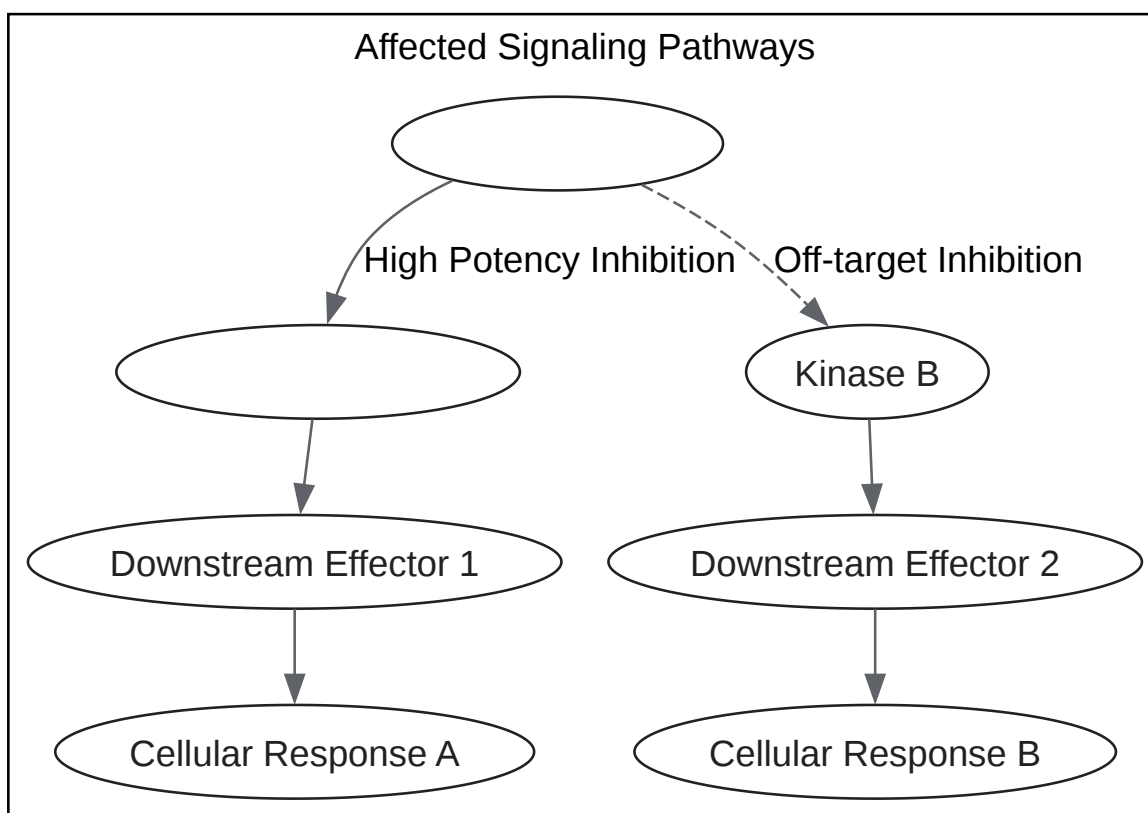 Affected Signaling Pathways
High Potency Inhibition
Off-target Inhibition
Kinase B
Downstream Effector 1
Downstream Effector 2
Cellular Response A
Cellular Response B